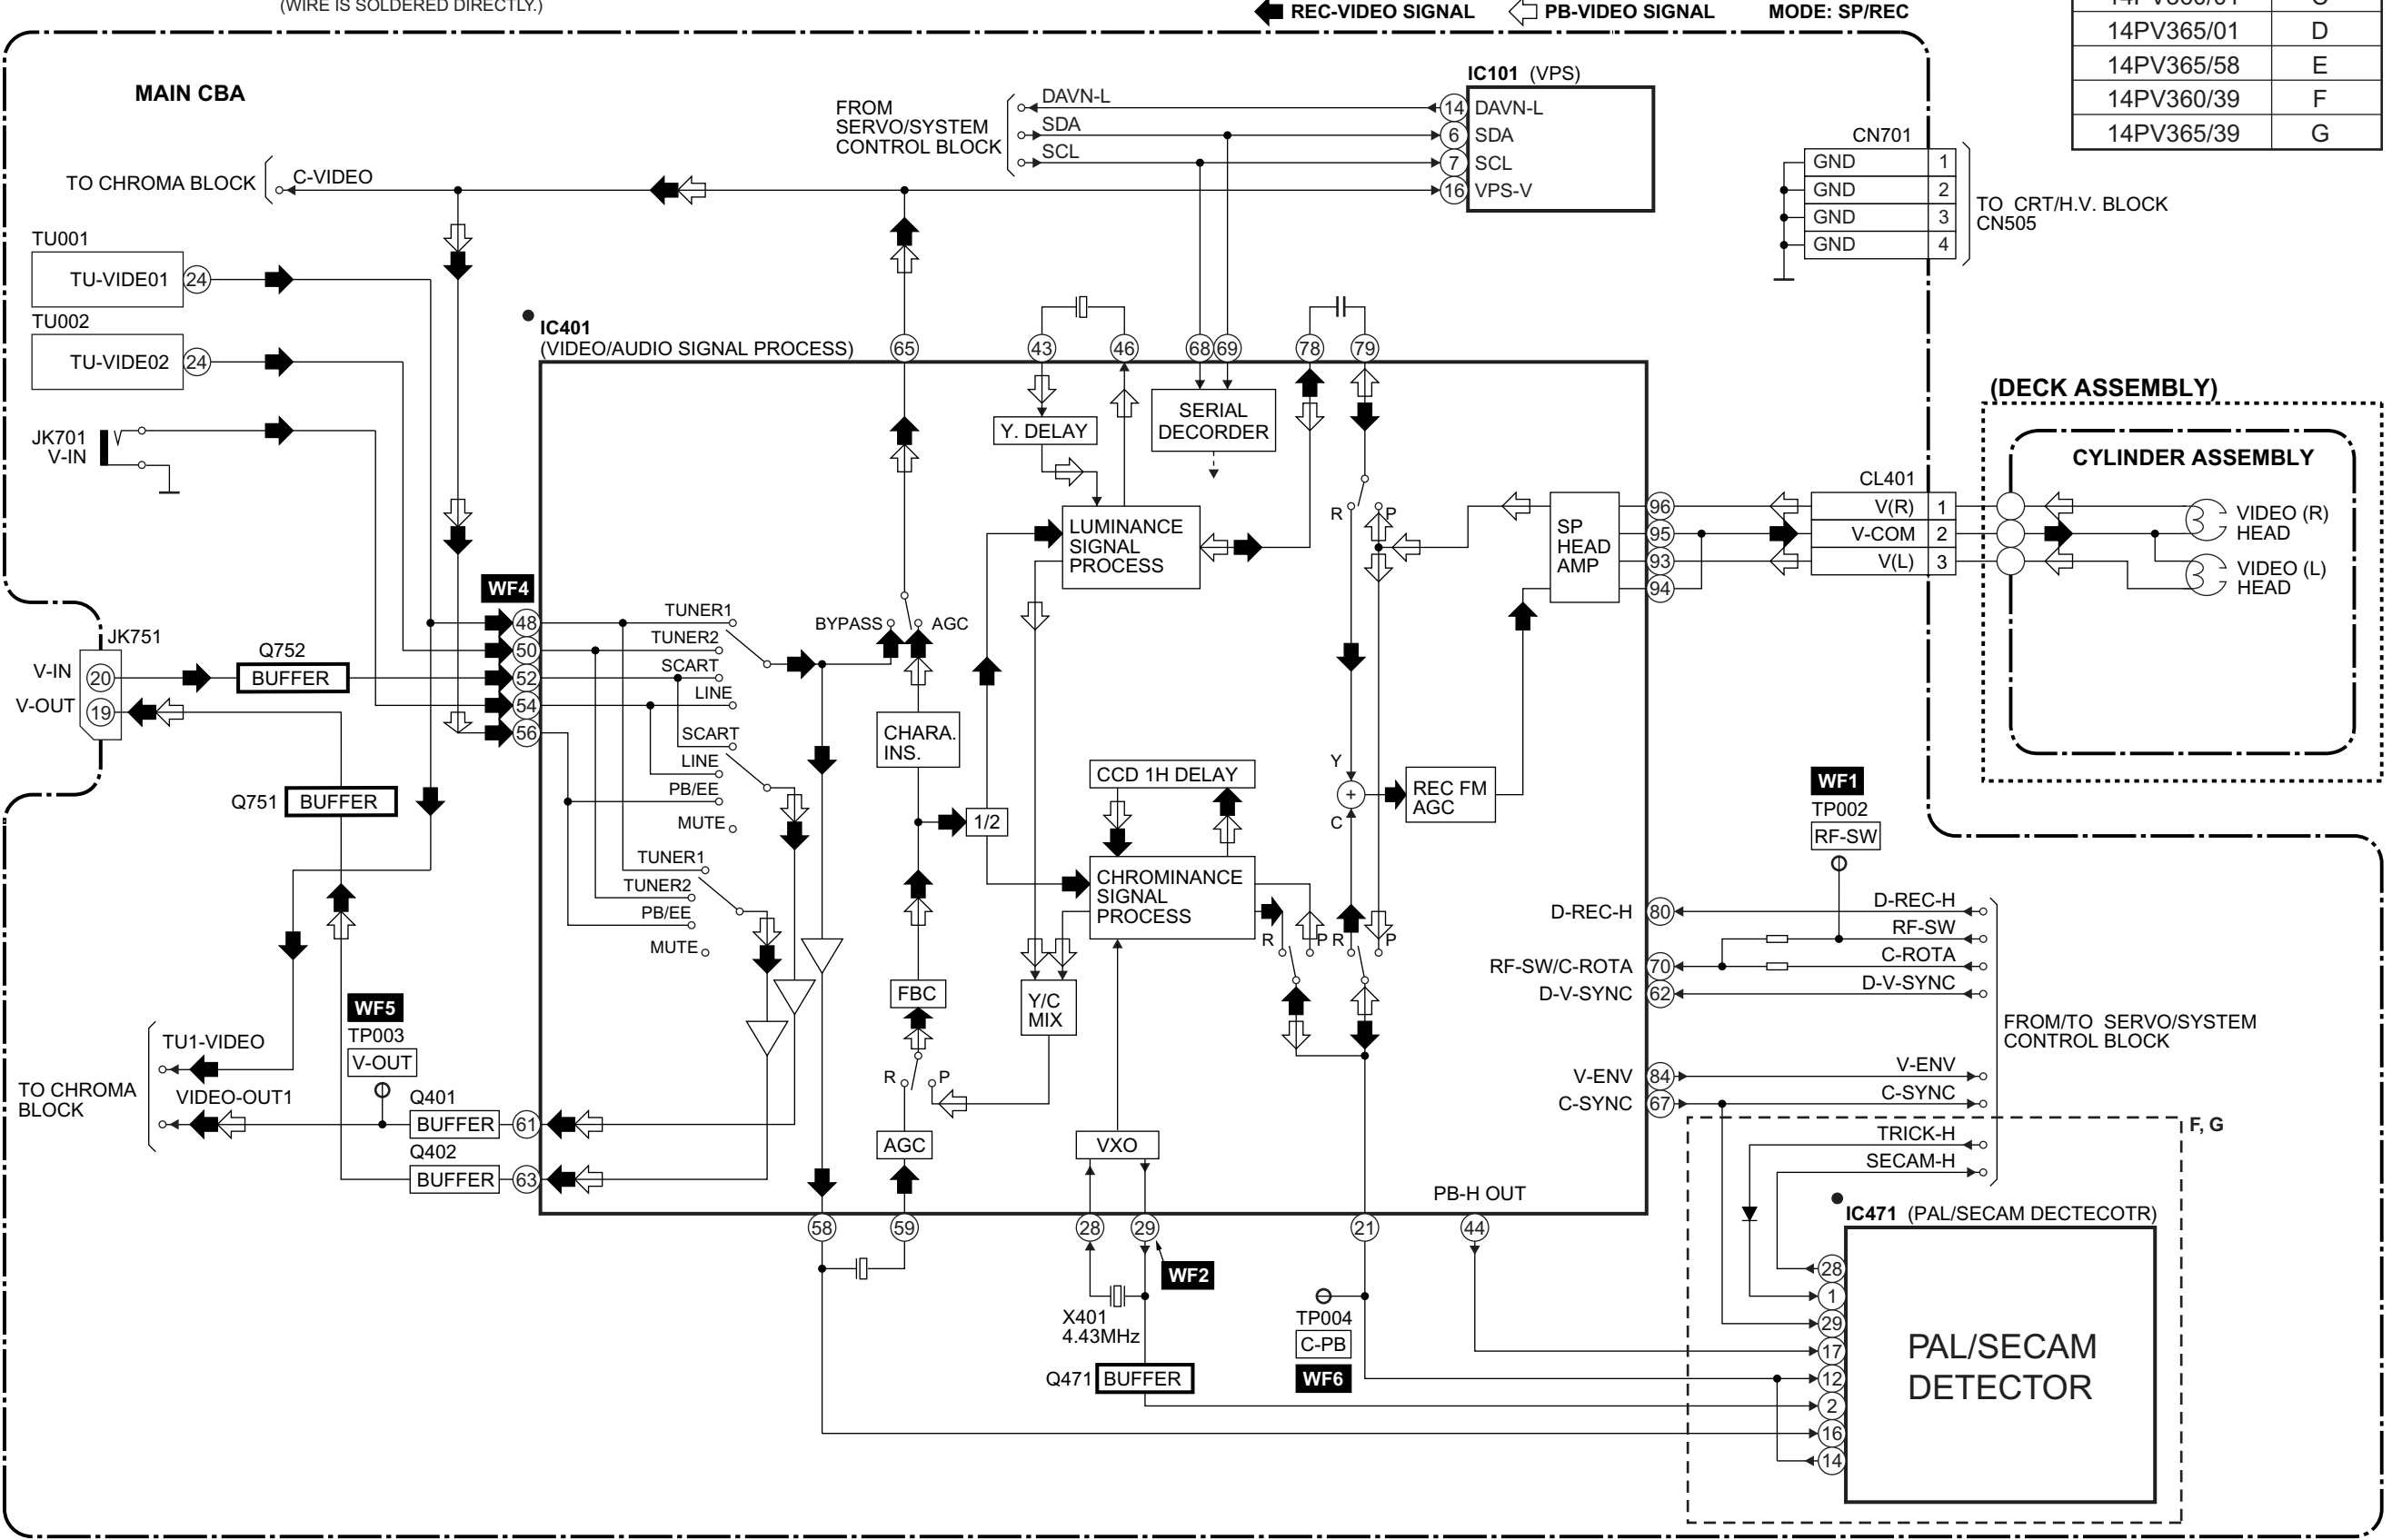 (WIRE IS SOLDERED DIRECTLY.)
REC-VIDEO SIGNAL
PB-VIDEO SIGNAL
MODE: SP/REC
14PV365/01 D
14PV365/58 E
14PV360/39 F
14PV365/39 G
MAIN CBA
FROM
SERVO/SYSTEM
CONTROL BLOCK
DAVN-L
SDA
SCL
IC101 (VPS)
14 DAVN-L
6 SDA
7 SCL
16 VPS-V
CN701
GND 1
GND 2
GND 3
GND 4
TO CRT/H.V. BLOCK
CN505
TO CHROMA BLOCK
C-VIDEO
TU001
TU-VIDE01 24
TU002
TU-VIDE02 24
JK701
V-IN
IC401
(VIDEO/AUDIO SIGNAL PROCESS)
65
43
46
68
69
78
79
Y. DELAY
SERIAL
DECORDER
LUMINANCE
SIGNAL
PROCESS
R
P
SP
HEAD
AMP
96
95
93
94
CL401
V(R) 1
V-COM 2
V(L) 3
(DECK ASSEMBLY)
CYLINDER ASSEMBLY
VIDEO (R)
HEAD
VIDEO (L)
HEAD
WF4
48
50
52
54
56
JK751
V-IN 20
V-OUT 19
Q752
BUFFER
Q751 BUFFER
TUNER1
TUNER2
SCART
LINE
SCART
LINE
PB/EE
MUTE
TUNER1
TUNER2
PB/EE
MUTE
BYPASS
AGC
CHARA.
INS.
1/2
CCD 1H DELAY
CHROMINANCE
SIGNAL
PROCESS
Y
+
C
REC FM
AGC
R
P
R
P
FBC
Y/C
MIX
R
P
AGC
VXO
WF1
TP002
RF-SW
D-REC-H 80
RF-SW/C-ROTA 70
D-V-SYNC 62
V-ENV 84
C-SYNC 67
D-REC-H
RF-SW
C-ROTA
D-V-SYNC
V-ENV
C-SYNC
TRICK-H
SECAM-H
FROM/TO SERVO/SYSTEM
CONTROL BLOCK
F, G
WF5
TP003
V-OUT
TO CHROMA
BLOCK
TU1-VIDEO
VIDEO-OUT1
Q401
BUFFER 61
Q402
BUFFER 63
PB-H OUT
58
59
28
29
21
44
WF2
X401
4.43MHz
Q471 BUFFER
TP004
C-PB
WF6
IC471 (PAL/SECAM DECTECOTR)
28
1
29
17
12
2
16
14
PAL/SECAM
DETECTOR